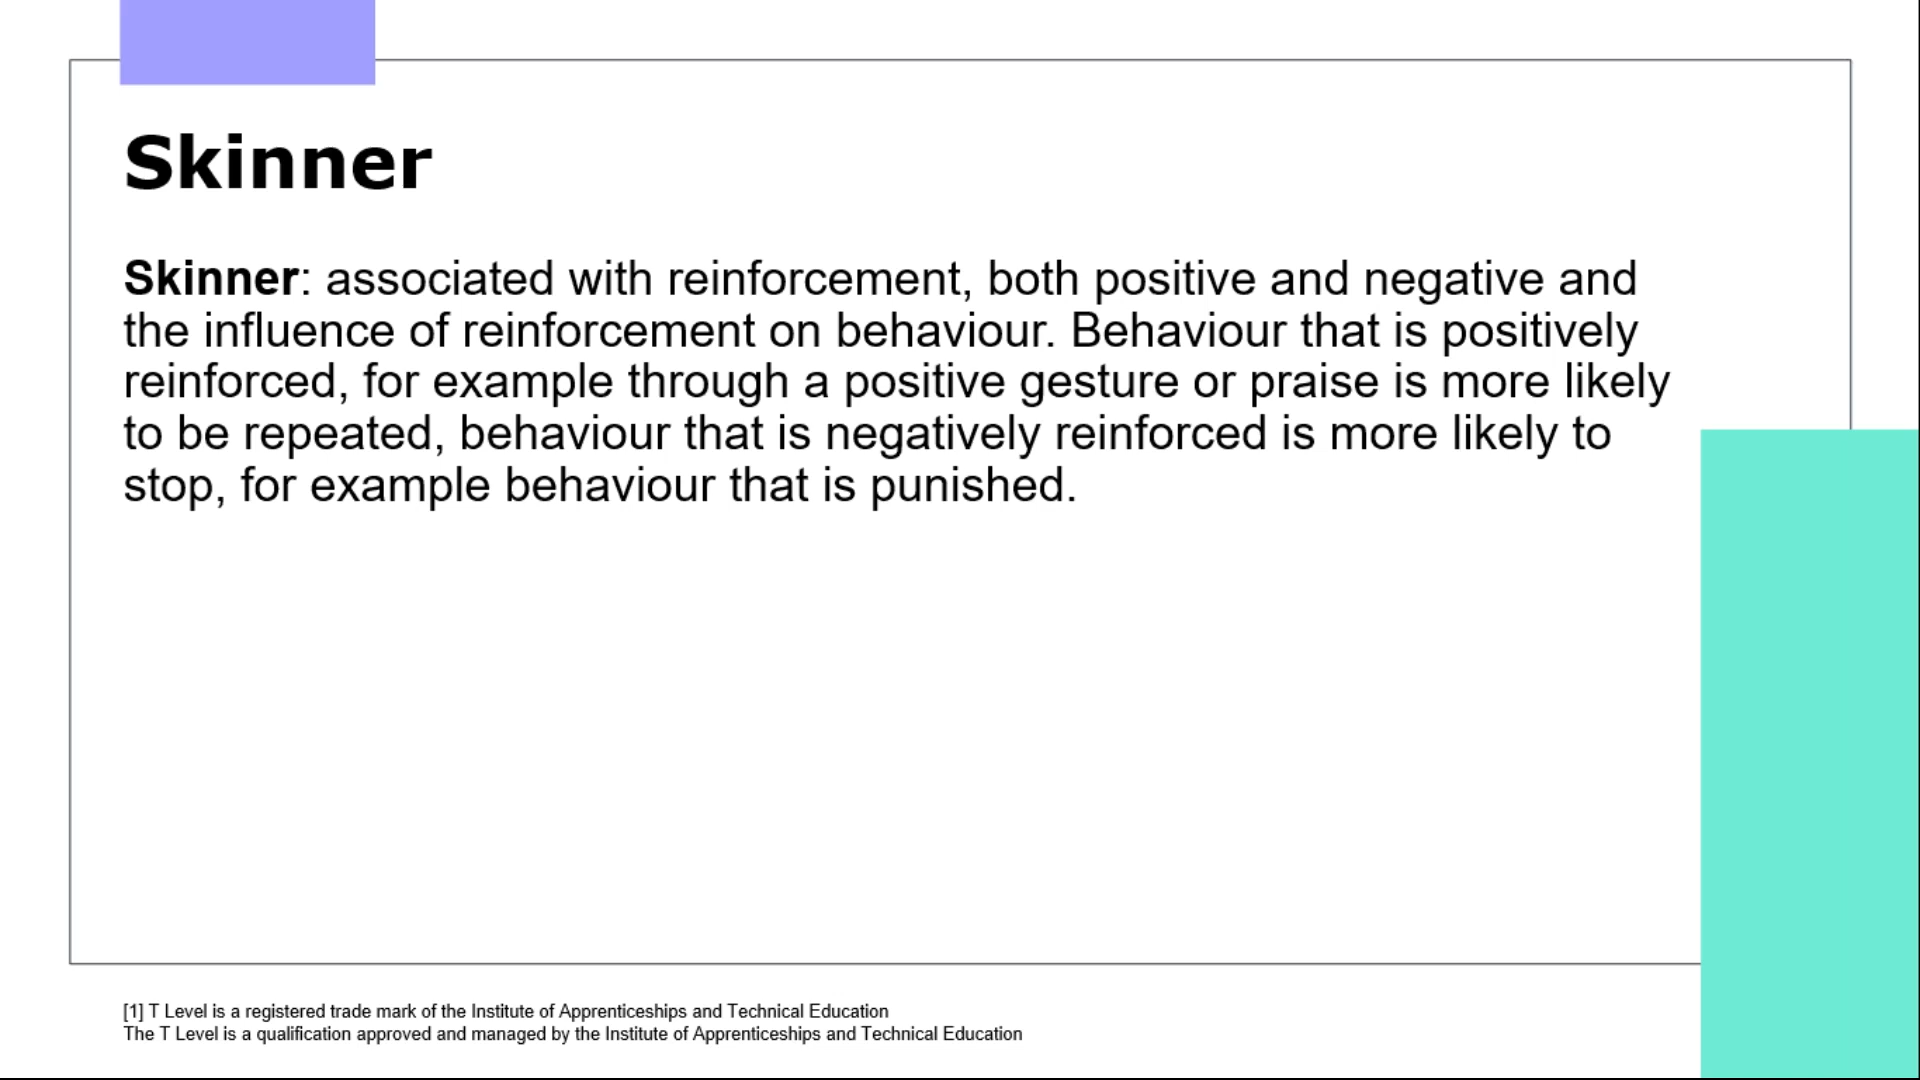 Skinner
Skinner: associated with reinforcement, both positive and negative and
the influence of reinforcement on behaviour. Behaviour that is positively
reinforced, for example through a positive gesture or praise is more likely
to be repeated, behaviour that is negatively reinforced is more likely to
stop, for example behaviour that is punished.
[1] T Level is a registered trade mark of the Institute of Apprenticeships and Technical Education
The T Level is a qualification approved and managed by the Institute of Apprenticeships and Technical Education